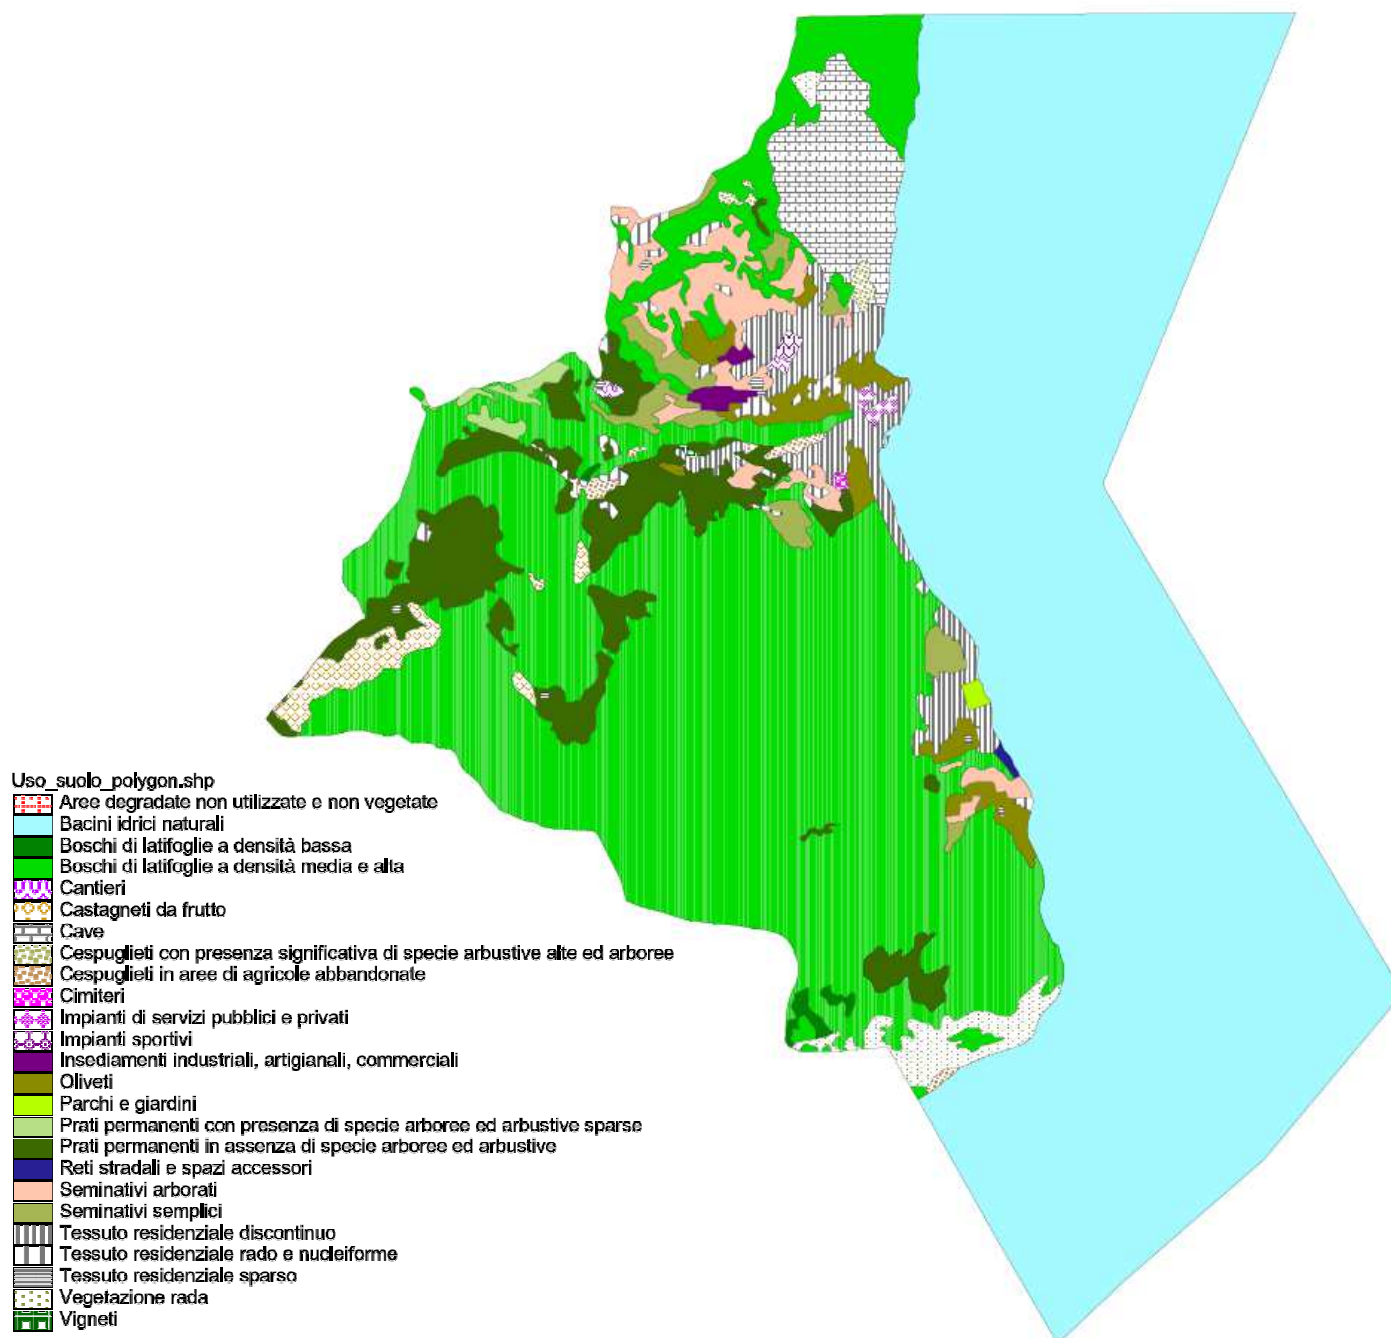 Uso_suolo_polygon.shp
Aree degradate non utilizzate e non vegetate
Bacini idrici naturali
Boschi di latifoglie a densità bassa
Boschi di latifoglie a densità media e alta
Cantieri
Castagneti da frutto
Cave
Cespuglieti con presenza significativa di specie arbustive alte ed arboree
Cespuglieti in aree di agricole abbandonate
Cimiteri
Impianti di servizi pubblici e privati
Impianti sportivi
Insediamenti industriali, artigianali, commerciali
Oliveti
Parchi e giardini
Prati permanenti con presenza di specie arboree ed arbustive sparse
Prati permanenti in assenza di specie arboree ed arbustive
Reti stradali e spazi accessori
Seminativi arborati
Seminativi semplici
Tessuto residenziale discontinuo
Tessuto residenziale rado e nucleiforme
Tessuto residenziale sparso
Vegetazione rada
Vigneti